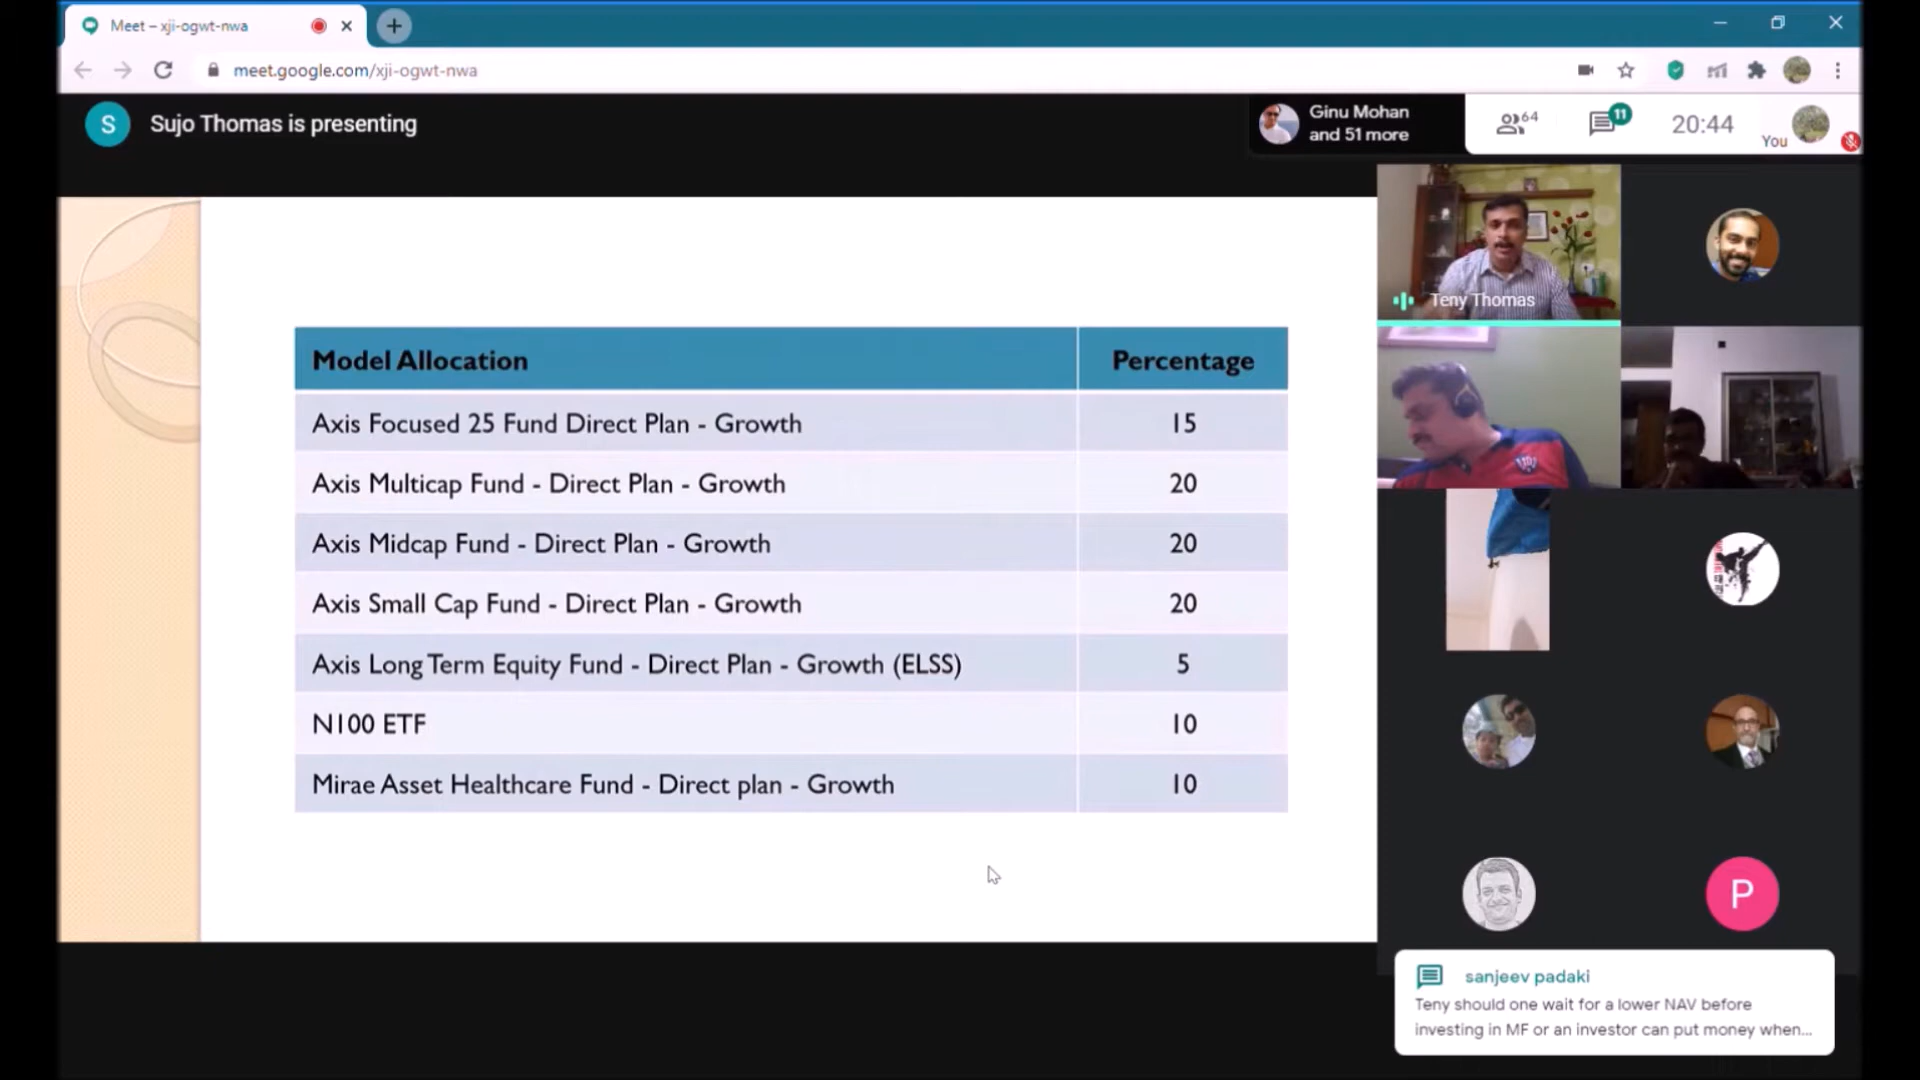 Meet – xji-ogwt-nwa
meet.google.com/xji-ogwt-nwa
S
Sujo Thomas is presenting
Ginu Mohan
and 51 more
64
11
20:44
You
Teny Thomas
Model Allocation Percentage
Axis Focused 25 Fund Direct Plan - Growth 15
Axis Multicap Fund - Direct Plan - Growth 20
Axis Midcap Fund - Direct Plan - Growth 20
Axis Small Cap Fund - Direct Plan - Growth 20
Axis Long Term Equity Fund - Direct Plan - Growth (ELSS) 5
N100 ETF 10
Mirae Asset Healthcare Fund - Direct plan - Growth 10
P
sanjeev padaki
Teny should one wait for a lower NAV before
investing in MF or an investor can put money when...